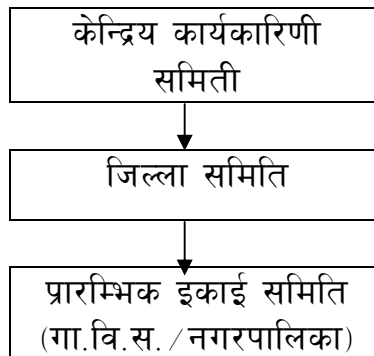 केन्द्रिय कार्यकारिणी
समिती
जिल्ला समिति
प्रारम्भिक इकाई समिति
(गा.वि.स./नगरपालिका)